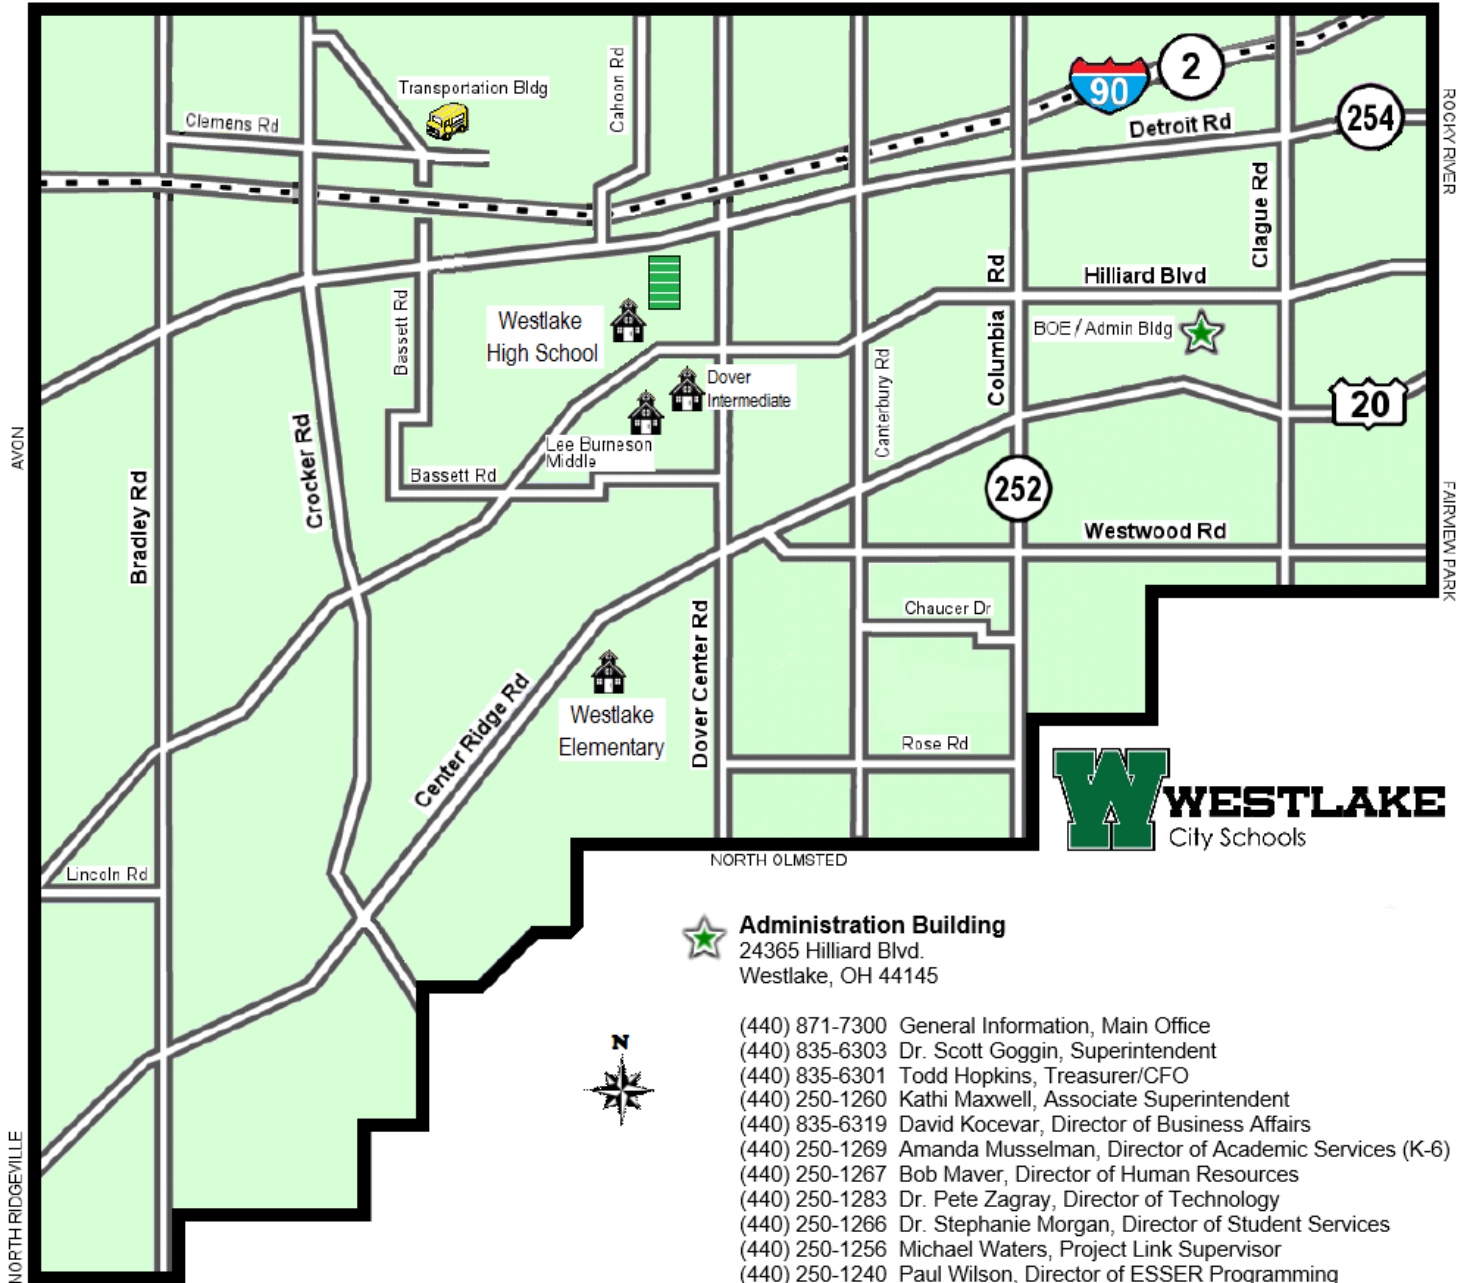 Cahoon Rd
Transportation Bldg
Clemens Rd
90
2
254
Detroit Rd
ROCKY RIVER
Clague Rd
Columbia Rd
Hilliard Blvd
Bassett Rd
Westlake
High School
BOE / Admin Bldg
Canterbury Rd
Dover
Intermediate
20
Crocker Rd
AVON
Lee Burneson
Middle
Bassett Rd
Bradley Rd
252
FAIRVIEW PARK
Westwood Rd
Chaucer Dr
Dover Center Rd
Center Ridge Rd
Westlake
Elementary
Rose Rd
W WESTLAKE
City Schools
NORTH OLMSTED
Lincoln Rd
Administration Building
24365 Hilliard Blvd.
Westlake, OH 44145
N
(440) 871-7300 General Information, Main Office
(440) 835-6303 Dr. Scott Goggin, Superintendent
(440) 835-6301 Todd Hopkins, Treasurer/CFO
(440) 250-1260 Kathi Maxwell, Associate Superintendent
(440) 835-6319 David Kocevar, Director of Business Affairs
(440) 250-1269 Amanda Musselman, Director of Academic Services (K-6)
(440) 250-1267 Bob Maver, Director of Human Resources
(440) 250-1283 Dr. Pete Zagray, Director of Technology
(440) 250-1266 Dr. Stephanie Morgan, Director of Student Services
(440) 250-1256 Michael Waters, Project Link Supervisor
(440) 250-1240 Paul Wilson, Director of ESSER Programming
NORTH RIDGEVILLE